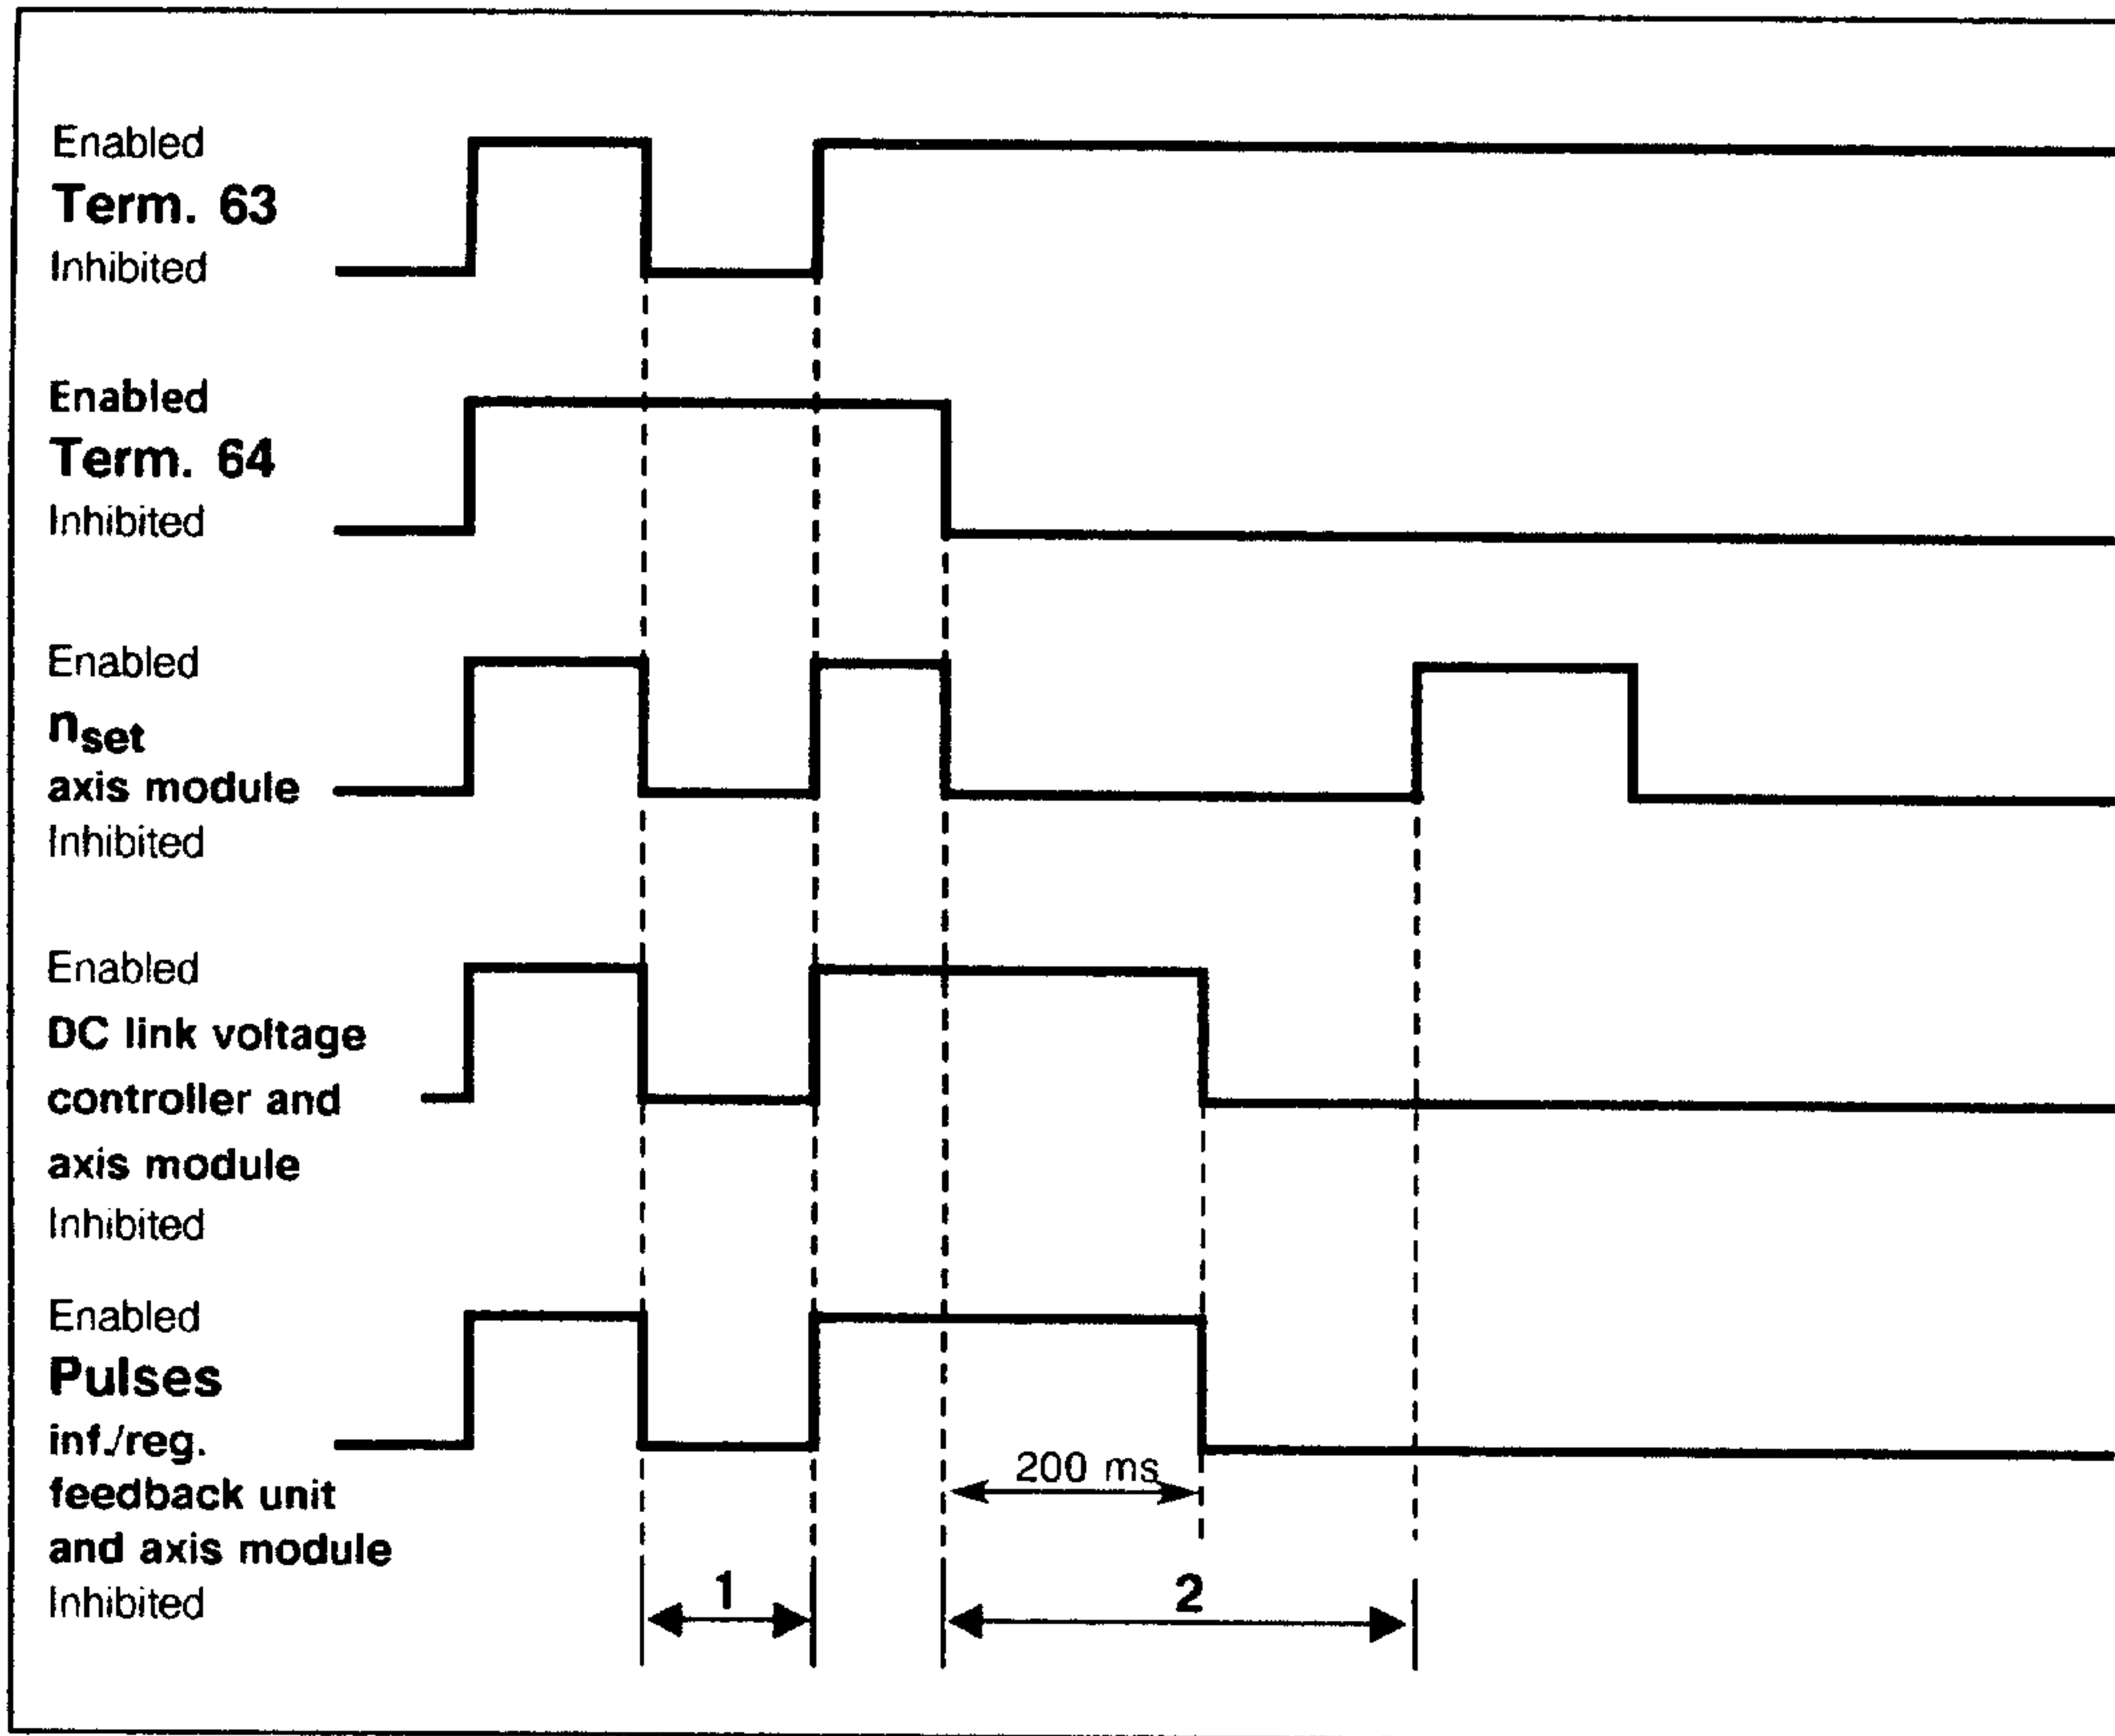 Enabled
Term. 63
Inhibited
Enabled
Term. 64
Inhibited
Enabled
nset
axis module
Inhibited
Enabled
DC link voltage
controller and
axis module
Inhibited
Enabled
Pulses
inf./reg.
feedback unit
and axis module
Inhibited
200 ms
1
2